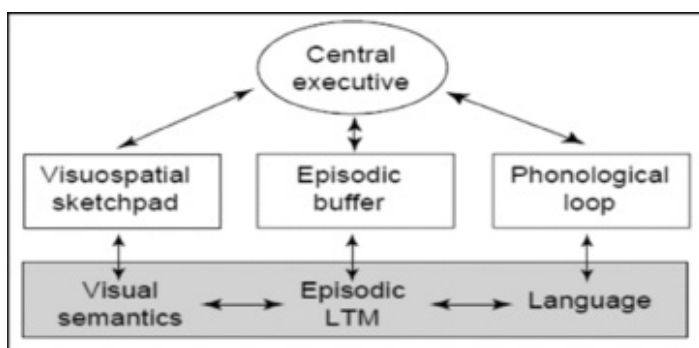 Central
executive
Visuospatial
sketchpad
Episodic
buffer
Phonological
loop
Visual
semantics
Episodic
LTM
Language